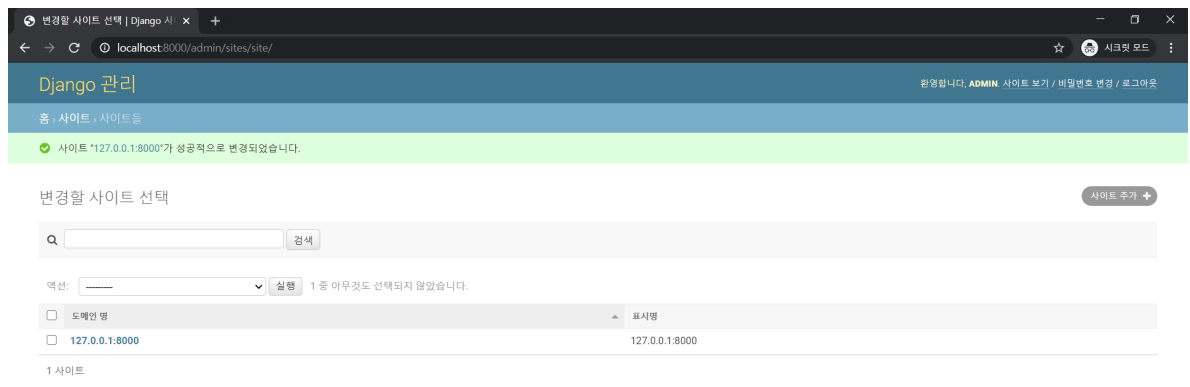 변경할 사이트 선택 | Django 사이
localhost:8000/admin/sites/site/
시크릿 모드
Django 관리
환영합니다, ADMIN. 사이트 보기 / 비밀번호 변경 / 로그아웃
홈 › 사이트 › 사이트들
사이트 "127.0.0.1:8000"가 성공적으로 변경되었습니다.
변경할 사이트 선택
사이트 추가
검색
액션: --------- 실행 1 중 아무것도 선택되지 않았습니다.
도메인 명 표시명
127.0.0.1:8000 127.0.0.1:8000
1 사이트